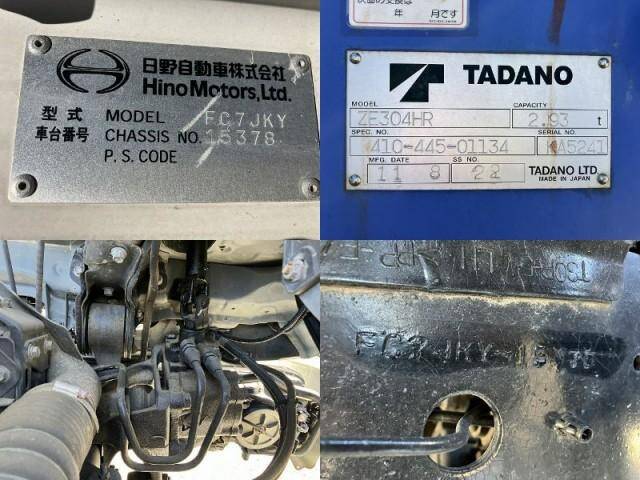 日野自動車株式会社
Hino Motors, Ltd.
型式 MODEL FC7JKY
車台番号 CHASSIS NO. 15378
P. S. CODE
年 月です
TADANO
MODEL CAPACITY
ZE304HR 2.93 t
SPEC. NO. SERIAL NO.
410-445-01134 KA5241
MFG. DATE SS NO.
11 8 22 TADANO LTD.
MADE IN JAPAN
FC7JKY-15